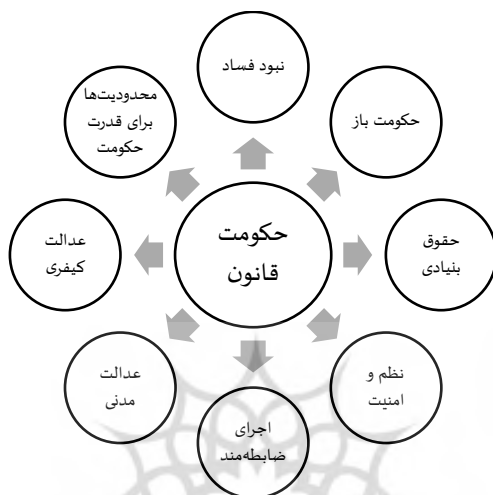 نبود فساد
حکومت باز
حقوق
بنیادی
نظم و
امنیت
اجرای
ضابطه‌مند
عدالت
مدنی
عدالت
کیفری
محدودیت‌ها
برای قدرت
حکومت
حکومت
قانون